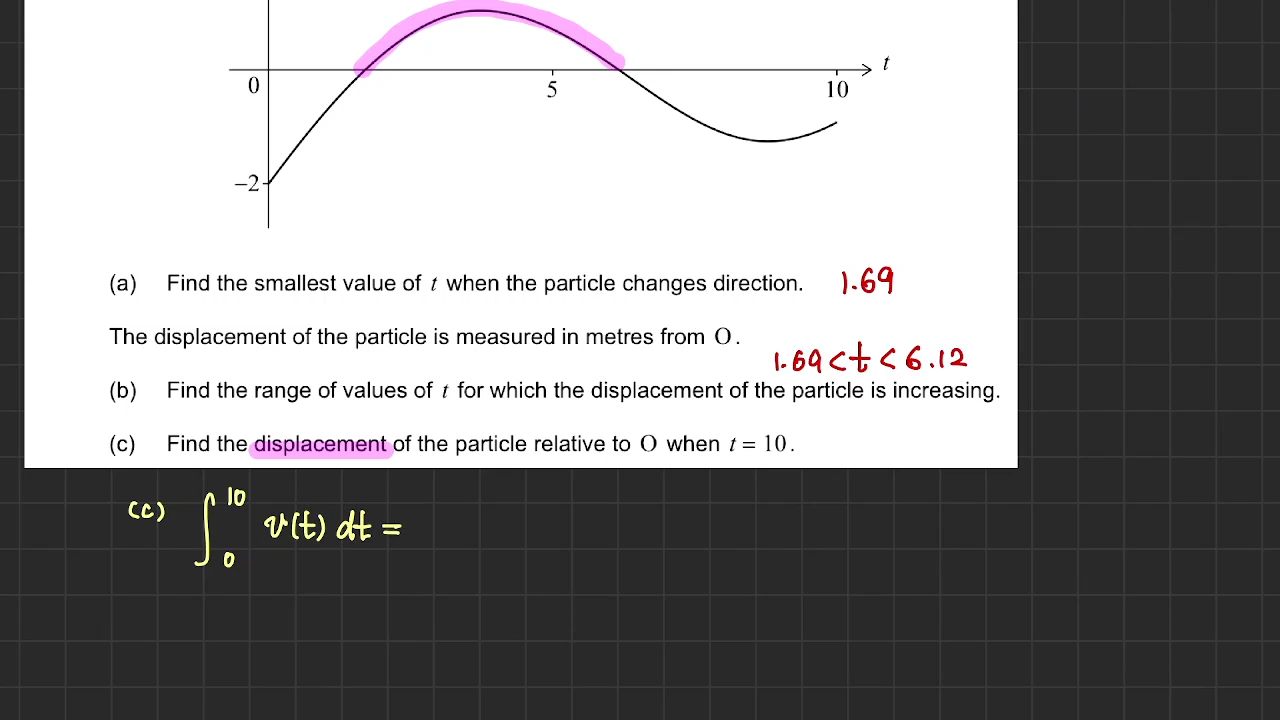 t
0
5
10
−2
(a) Find the smallest value of t when the particle changes direction. 1.69
The displacement of the particle is measured in metres from O.
1.69 < t < 6.12
(b) Find the range of values of t for which the displacement of the particle is increasing.
(c) Find the displacement of the particle relative to O when t = 10.
(c) ∫₀¹⁰ v(t) dt =